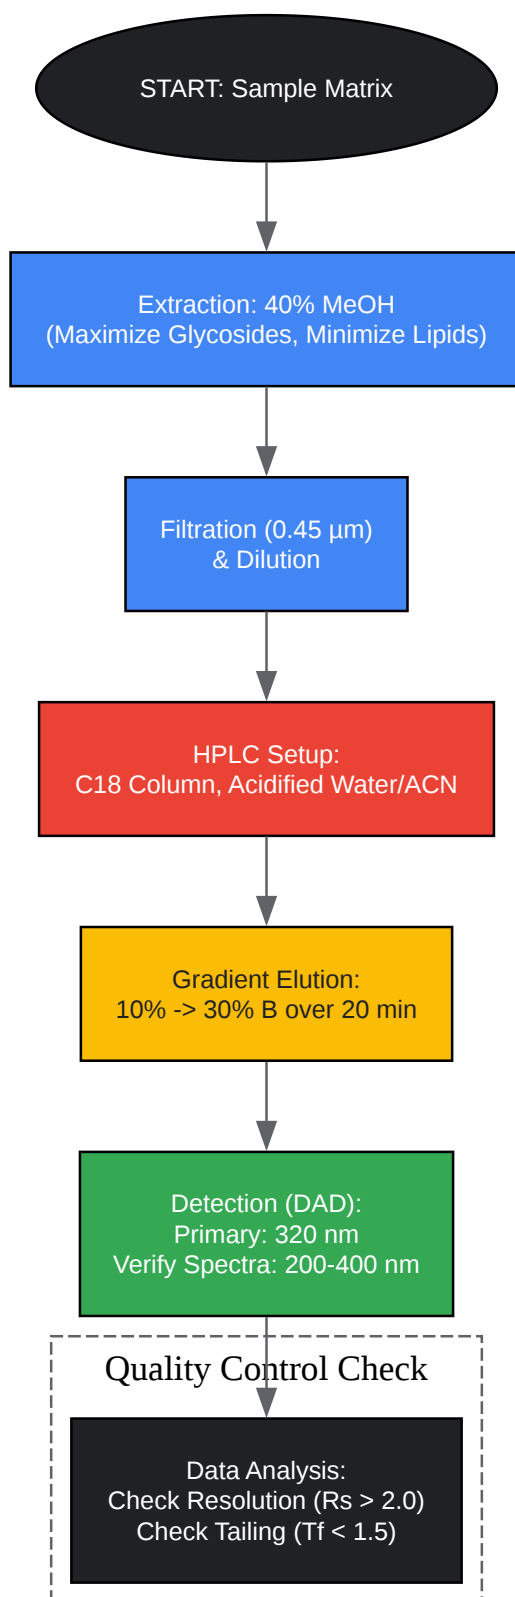 START: Sample Matrix
Extraction: 40% MeOH
(Maximize Glycosides, Minimize Lipids)
Filtration (0.45 µm)
& Dilution
HPLC Setup:
C18 Column, Acidified Water/ACN
Gradient Elution:
10% -> 30% B over 20 min
Detection (DAD):
Primary: 320 nm
Verify Spectra: 200-400 nm
Quality Control Check
Data Analysis:
Check Resolution (Rs > 2.0)
Check Tailing (Tf < 1.5)